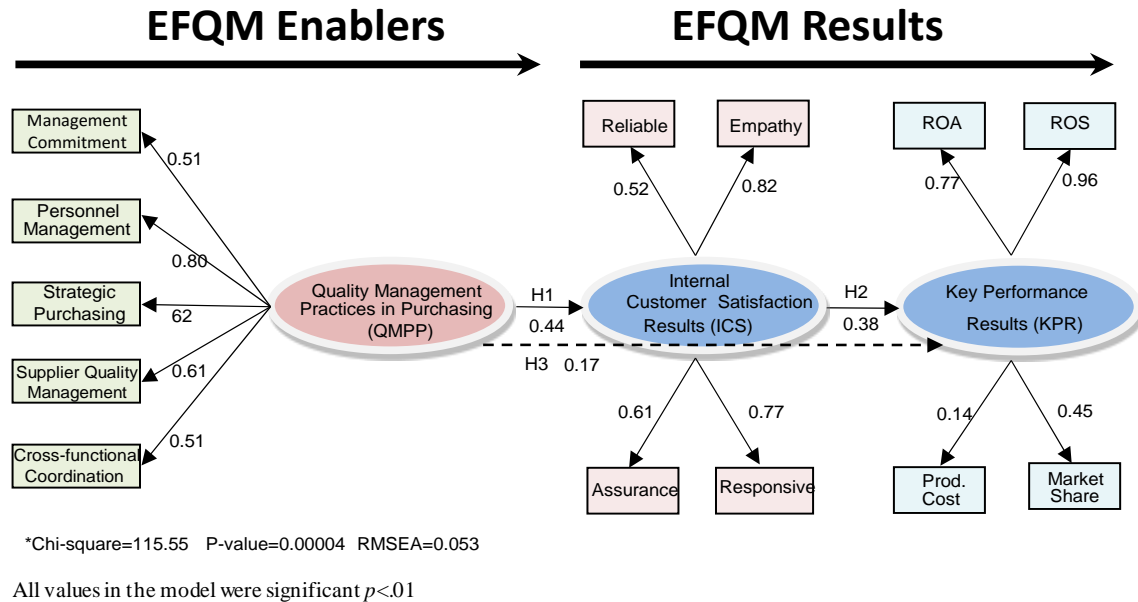 EFQM Enablers
EFQM Results
Management
Commitment
0.51
Personnel
Management
0.80
Strategic
Purchasing
62
Supplier Quality
Management
0.61
Cross-functional
Coordination
0.51
Quality Management
Practices in Purchasing
(QMPP)
H1
0.44
H3 0.17
Reliable
Empathy
0.52
0.82
Internal
Customer Satisfaction
Results (ICS)
0.61
0.77
Assurance
Responsive
H2
0.38
ROA
ROS
0.77
0.96
Key Performance
Results (KPR)
0.14
0.45
Prod.
Cost
Market
Share
*Chi-square=115.55 P-value=0.00004 RMSEA=0.053
All values in the model were significant p<.01